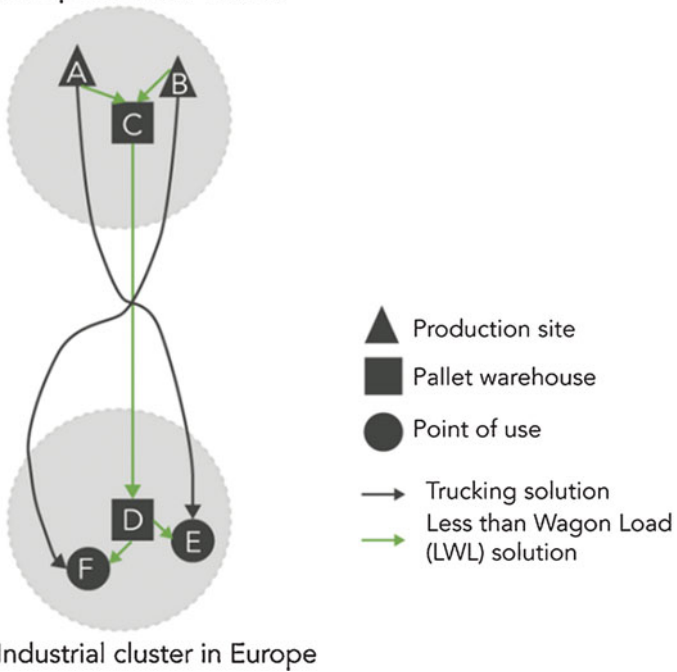 A
B
C
Production site
Pallet warehouse
Point of use
Trucking solution
Less than Wagon Load
(LWL) solution
D
E
F
Industrial cluster in Europe